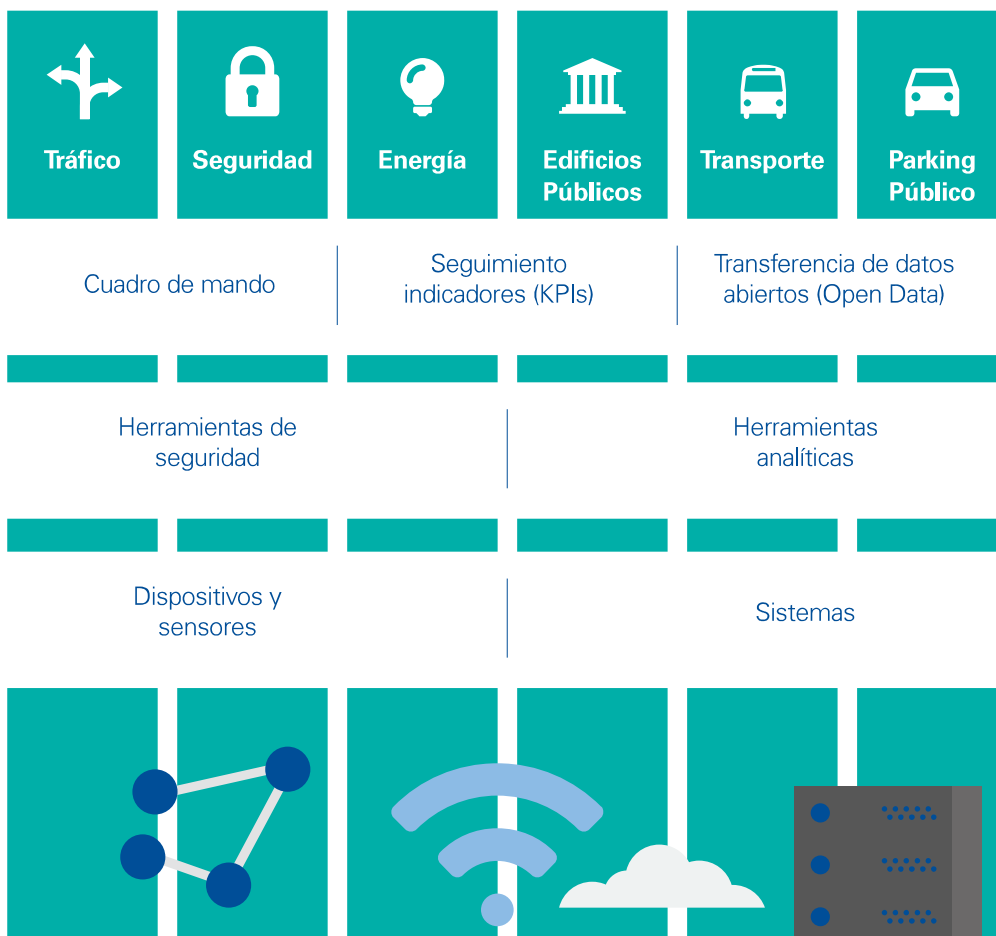 Tráfico
Seguridad
Energía
Edificios
Públicos
Transporte
Parking
Público
Cuadro de mando
Seguimiento
indicadores (KPIs)
Transferencia de datos
abiertos (Open Data)
Herramientas de
seguridad
Herramientas
analíticas
Dispositivos y
sensores
Sistemas